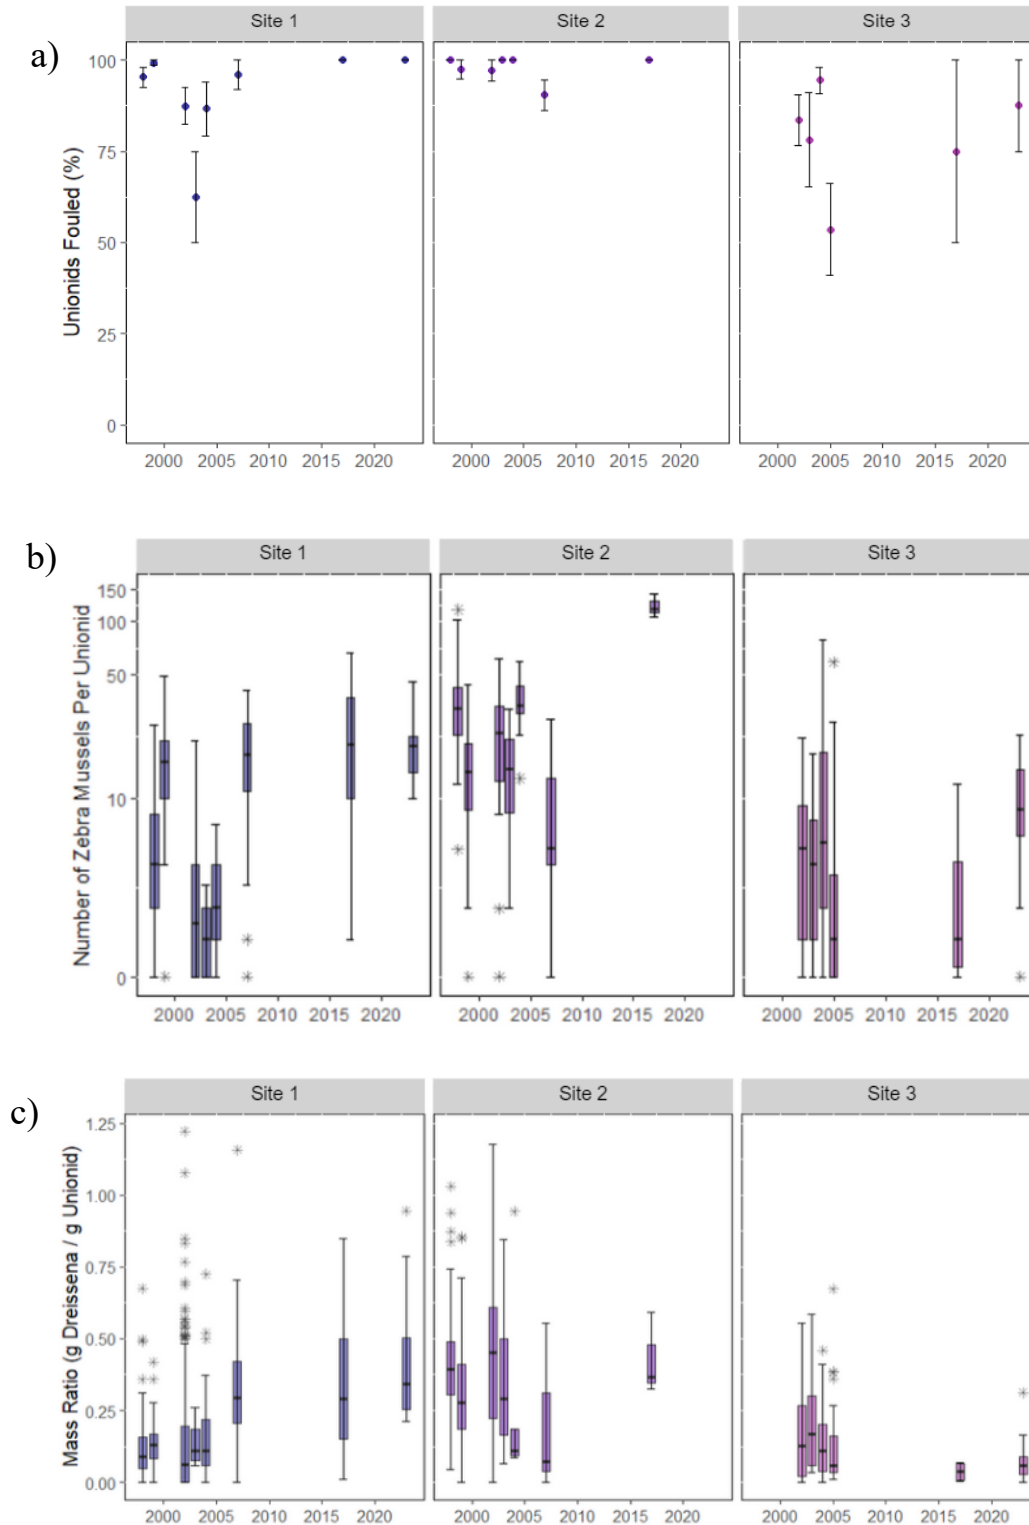 a)
Site 1 Site 2 Site 3
Unionids Fouled (%)
100
75
50
25
0
2000 2005 2010 2015 2020 2000 2005 2010 2015 2020 2000 2005 2010 2015 2020
b)
Site 1 Site 2 Site 3
Number of Zebra Mussels Per Unionid
150
100
50
10
0
2000 2005 2010 2015 2020 2000 2005 2010 2015 2020 2000 2005 2010 2015 2020
c)
Site 1 Site 2 Site 3
Mass Ratio (g Dreissena / g Unionid)
1.25
1.00
0.75
0.50
0.25
0.00
2000 2005 2010 2015 2020 2000 2005 2010 2015 2020 2000 2005 2010 2015 2020